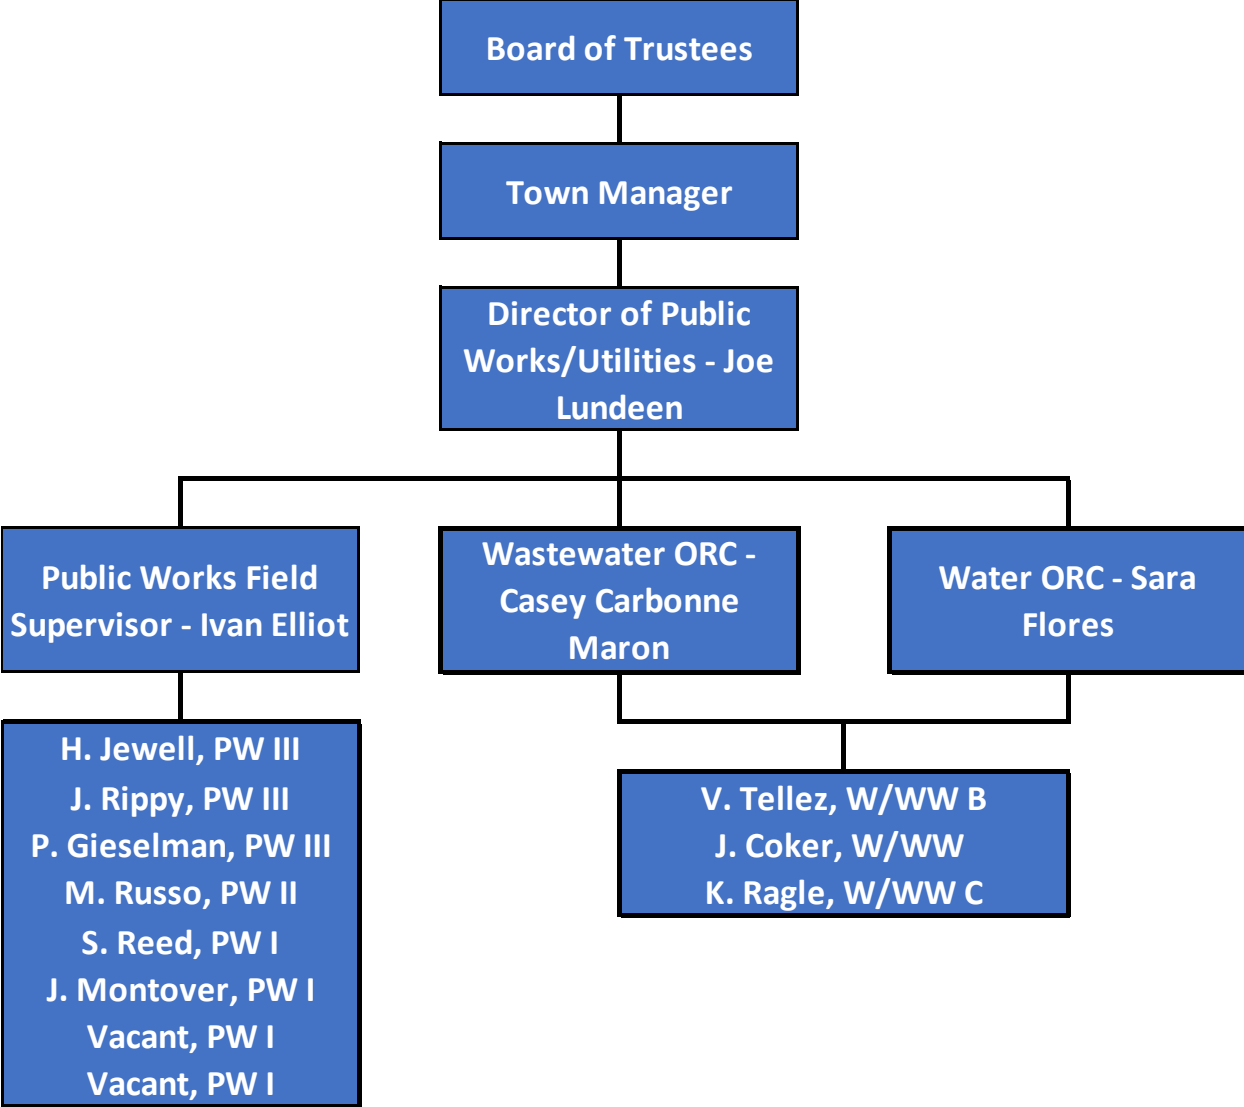 Board of Trustees
Town Manager
Director of Public
Works/Utilities - Joe
Lundeen
Public Works Field
Supervisor - Ivan Elliot
Wastewater ORC -
Casey Carbonne
Maron
Water ORC - Sara
Flores
H. Jewell, PW III
J. Rippy, PW III
P. Gieselman, PW III
M. Russo, PW II
S. Reed, PW I
J. Montover, PW I
Vacant, PW I
Vacant, PW I
V. Tellez, W/WW B
J. Coker, W/WW
K. Ragle, W/WW C